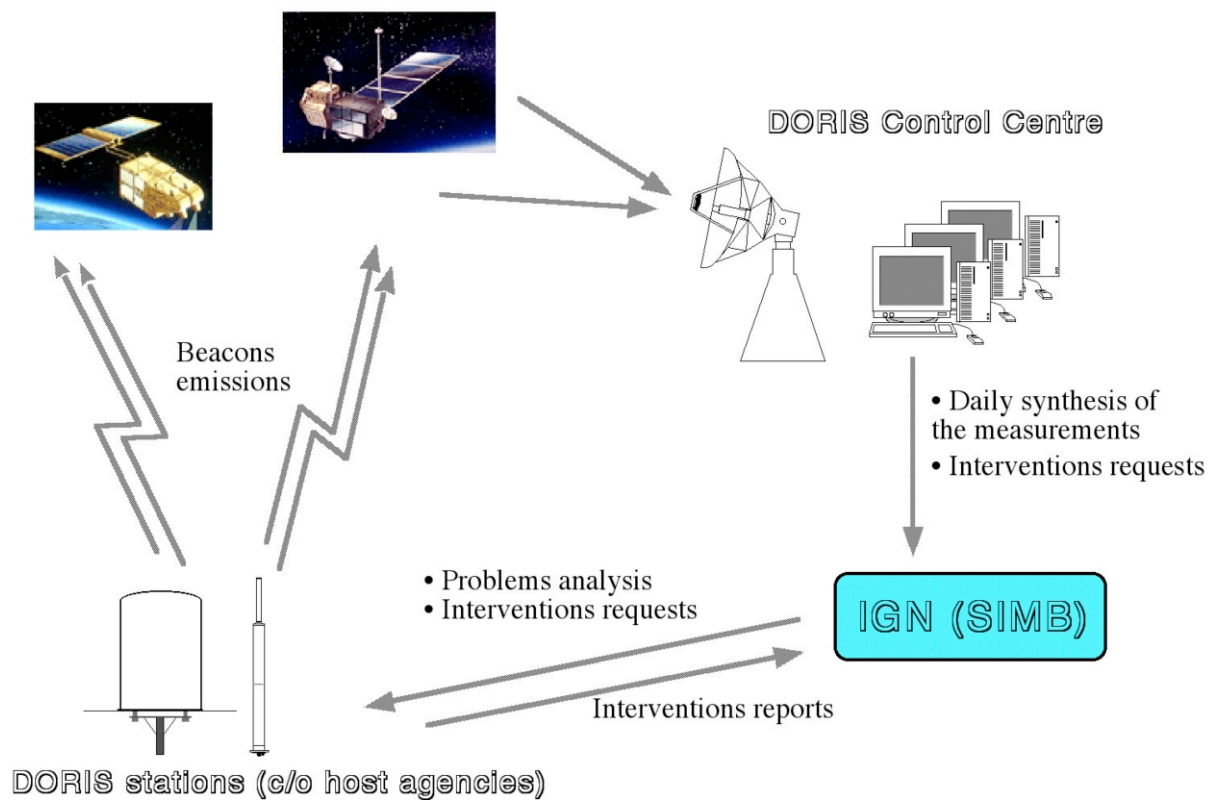 DORIS Control Centre
Beacons
emissions
• Daily synthesis of
the measurements
• Interventions requests
• Problems analysis
• Interventions requests
IGN (SIMB)
Interventions reports
DORIS stations (c/o host agencies)